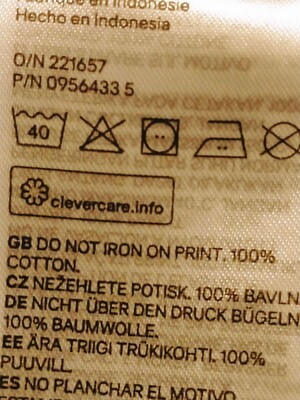 en Indonésie
Hecho en Indonesia
O/N 221657
P/N 0956433 5
40
clevercare.info
GB DO NOT IRON ON PRINT. 100%
COTTON.
CZ NEŽEHLETE POTISK. 100% BAVLN
DE NICHT ÜBER DEN DRUCK BÜGELN
100% BAUMWOLLE.
EE ÄRA TRIIGI TRÜKIKOHTI. 100%
PUUVILL.
ES NO PLANCHAR EL MOTIVO